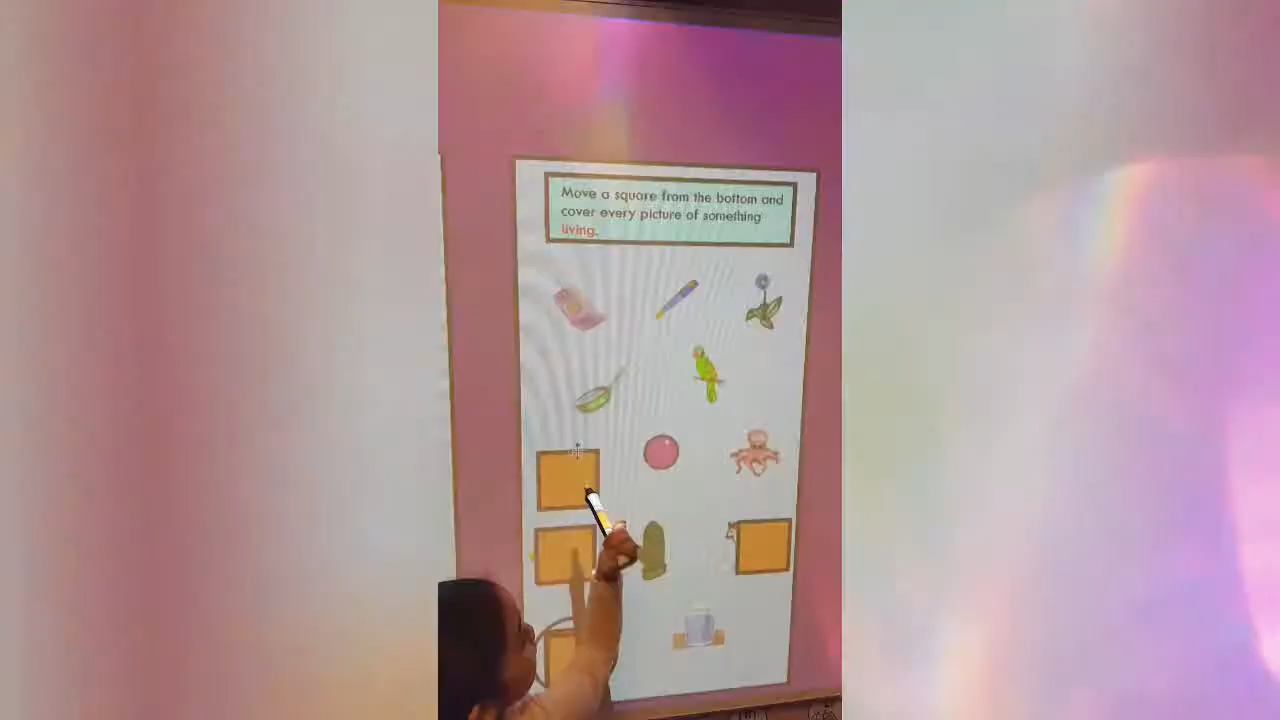 Move a square from the bottom and
cover every picture of something
living.